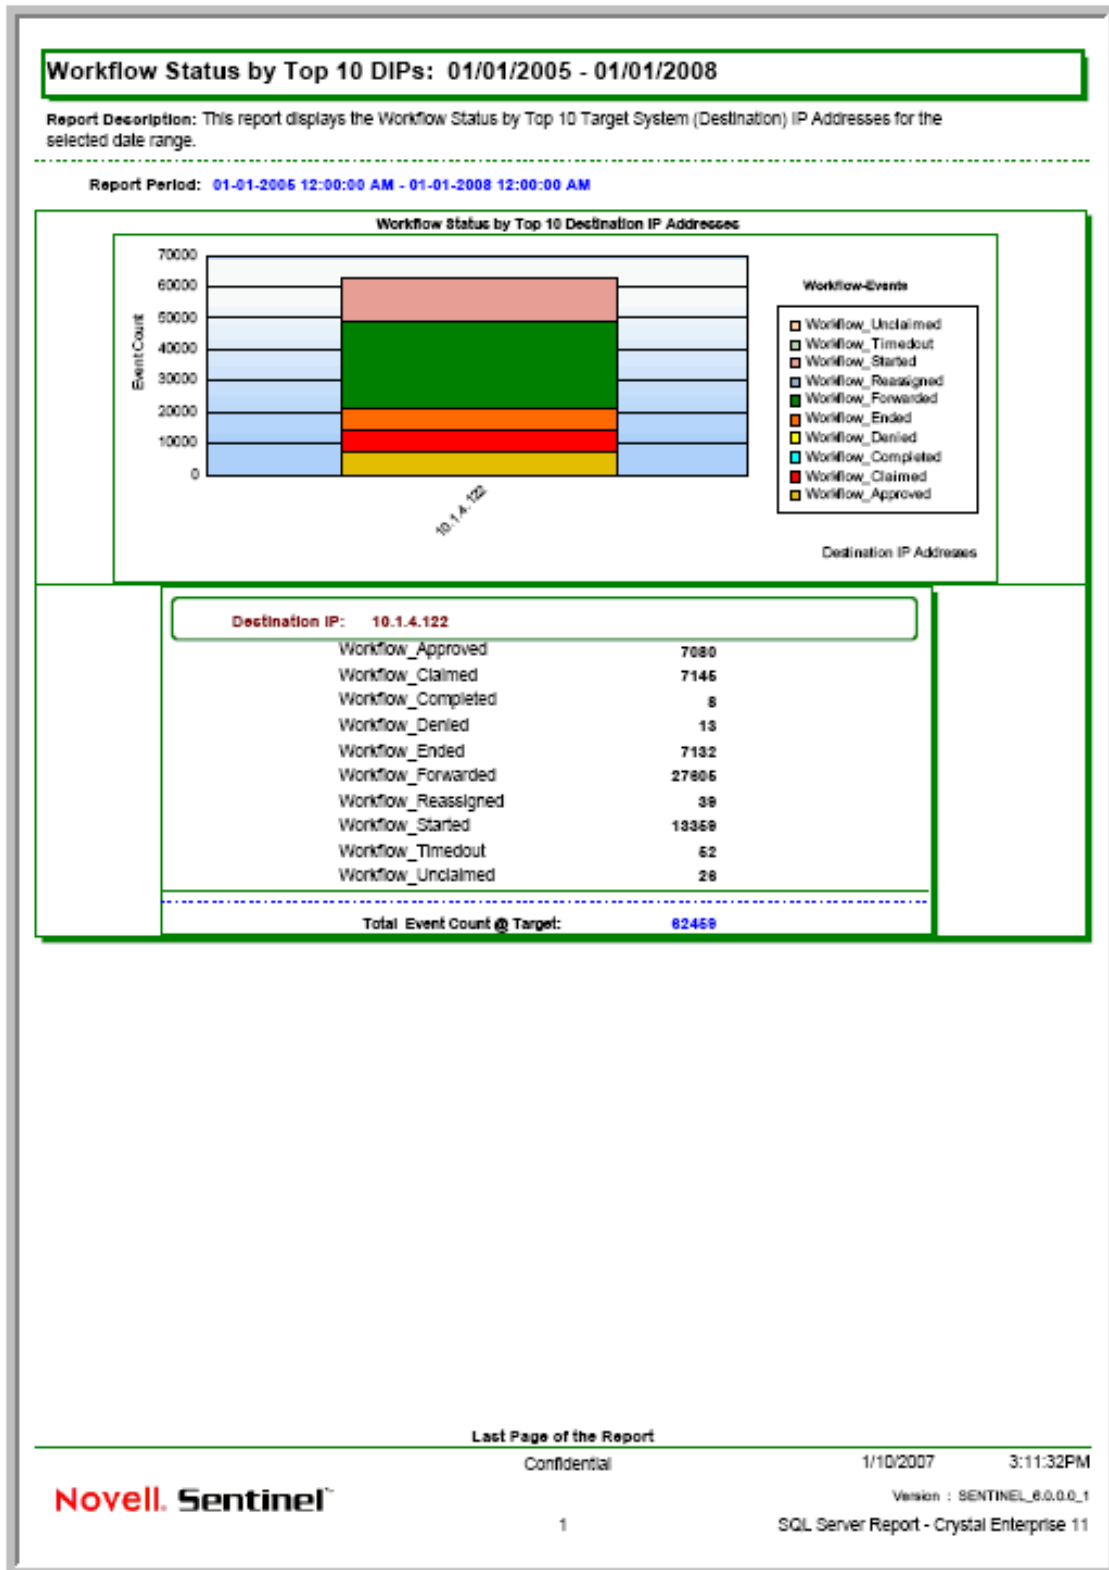 Workflow Status by Top 10 DIPs: 01/01/2005 - 01/01/2008
Report Description: This report displays the Workflow Status by Top 10 Target System (Destination) IP Addresses for the
selected date range.
Report Period: 01-01-2005 12:00:00 AM - 01-01-2008 12:00:00 AM
Workflow Status by Top 10 Destination IP Addresses
70000
60000
50000
40000
30000
20000
10000
0
Event Count
10.1.4.122
Workflow-Events
Workflow_Unclaimed
Workflow_Timedout
Workflow_Started
Workflow_Reassigned
Workflow_Forwarded
Workflow_Ended
Workflow_Denied
Workflow_Completed
Workflow_Claimed
Workflow_Approved
Destination IP Addresses
Destination IP: 10.1.4.122
Workflow_Approved 7080
Workflow_Claimed 7145
Workflow_Completed 8
Workflow_Denied 13
Workflow_Ended 7132
Workflow_Forwarded 27605
Workflow_Reassigned 39
Workflow_Started 13359
Workflow_Timedout 52
Workflow_Unclaimed 26
Total Event Count @ Target: 62459
Last Page of the Report
Confidential 1/10/2007 3:11:32PM
Novell. Sentinel™
Version : SENTINEL_6.0.0.0_1
1 SQL Server Report - Crystal Enterprise 11